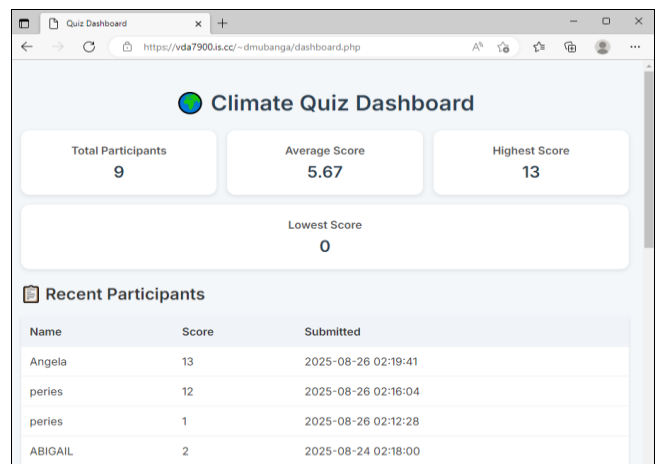 Quiz Dashboard
https://vda7900.is.cc/~dmubanga/dashboard.php
Climate Quiz Dashboard
Total Participants
9
Average Score
5.67
Highest Score
13
Lowest Score
0
Recent Participants
Name Score Submitted
Angela 13 2025-08-26 02:19:41
peries 12 2025-08-26 02:16:04
peries 1 2025-08-26 02:12:28
ABIGAIL 2 2025-08-24 02:18:00